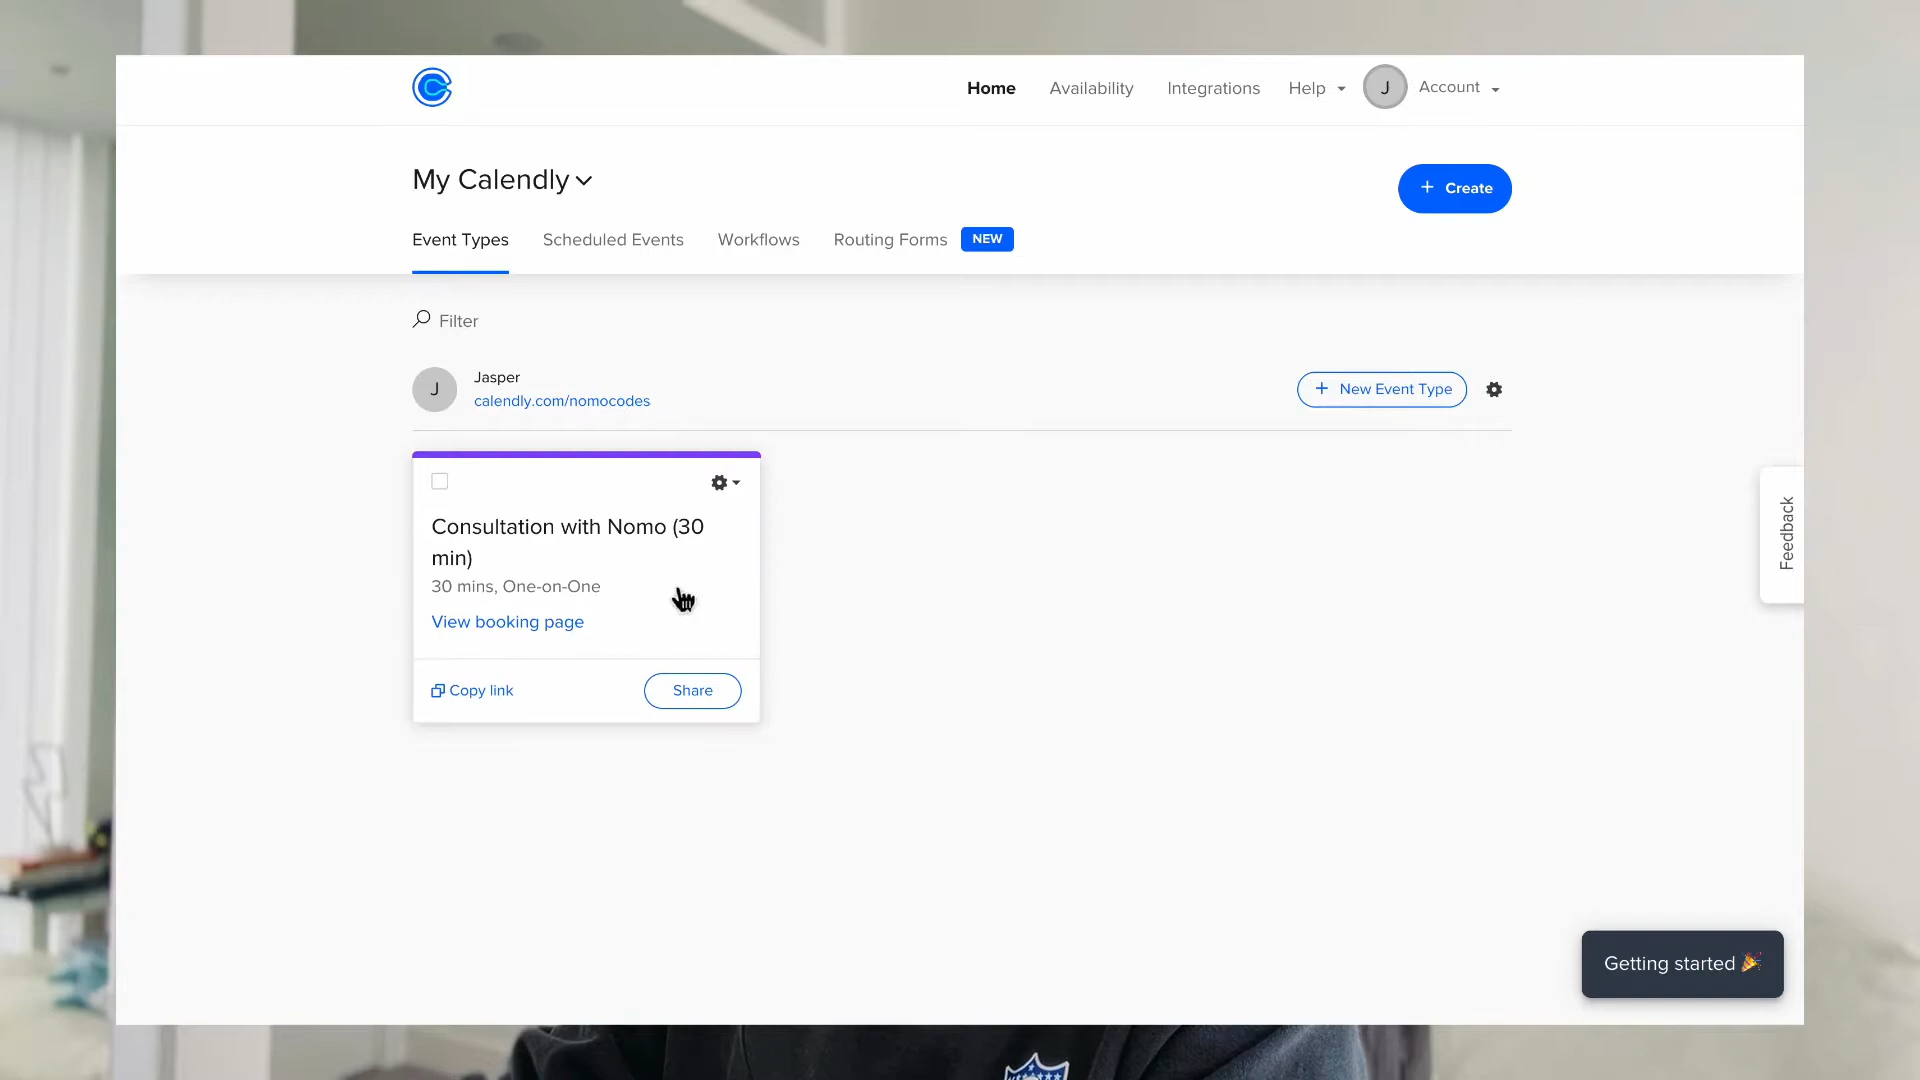 Home Availability Integrations Help J Account
My Calendly
+ Create
Event Types Scheduled Events Workflows Routing Forms NEW
Filter
J
Jasper
calendly.com/nomocodes
+ New Event Type
Consultation with Nomo (30
min)
30 mins, One-on-One
View booking page
Copy link
Share
Feedback
Getting started 🎉